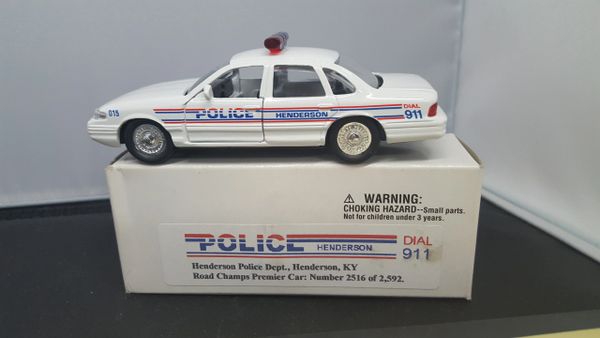 015 POLICE HENDERSON DIAL
911
WARNING:
CHOKING HAZARD--Small parts.
Not for children under 3 years.
POLICE HENDERSON DIAL
911
Henderson Police Dept., Henderson, KY
Road Champs Premier Car: Number 2516 of 2,592.